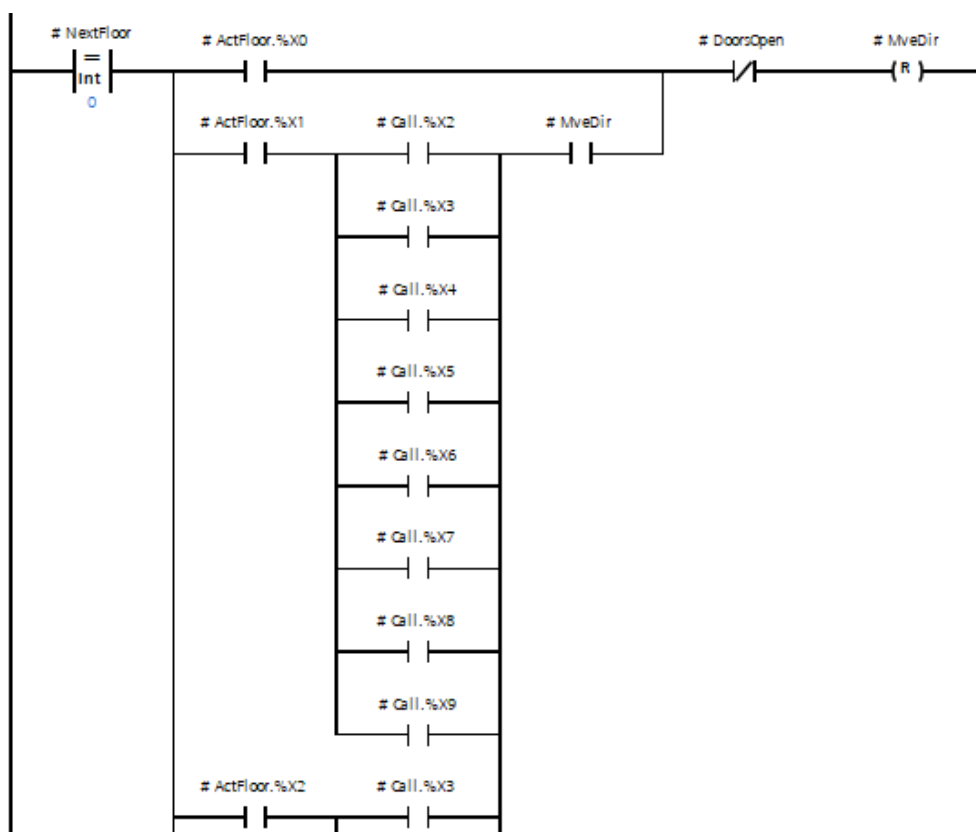 # NextFloor
# ActFloor.%X0
# DoorsOpen
# MveDir
=
Int
0
R
# ActFloor.%X1
# Call.%X2
# MveDir
# Call.%X3
# Call.%X4
# Call.%X5
# Call.%X6
# Call.%X7
# Call.%X8
# Call.%X9
# ActFloor.%X2
# Call.%X3